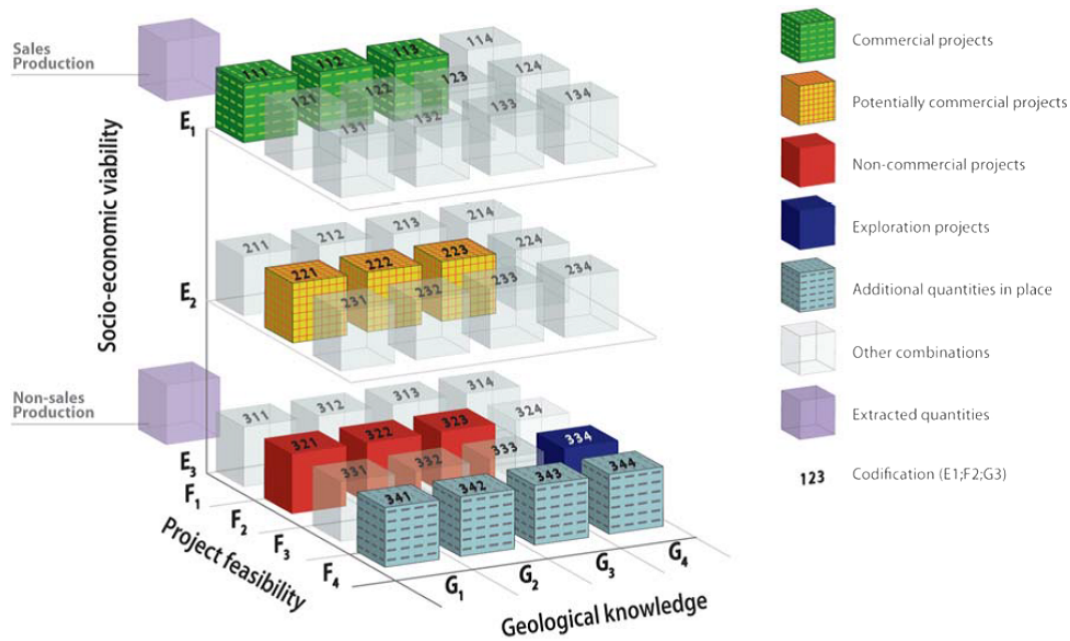 Sales
Production
Socio-economic viability
E1
111
112
113
114
121
122
123
124
131
132
133
134
E2
211
212
213
214
221
222
223
224
231
232
233
234
Non-sales
Production
E3
311
312
313
314
321
322
323
324
331
332
333
334
341
342
343
344
F1
F2
F3
F4
Project feasibility
G1
G2
G3
G4
Geological knowledge
Commercial projects
Potentially commercial projects
Non-commercial projects
Exploration projects
Additional quantities in place
Other combinations
Extracted quantities
123 Codification (E1;F2;G3)